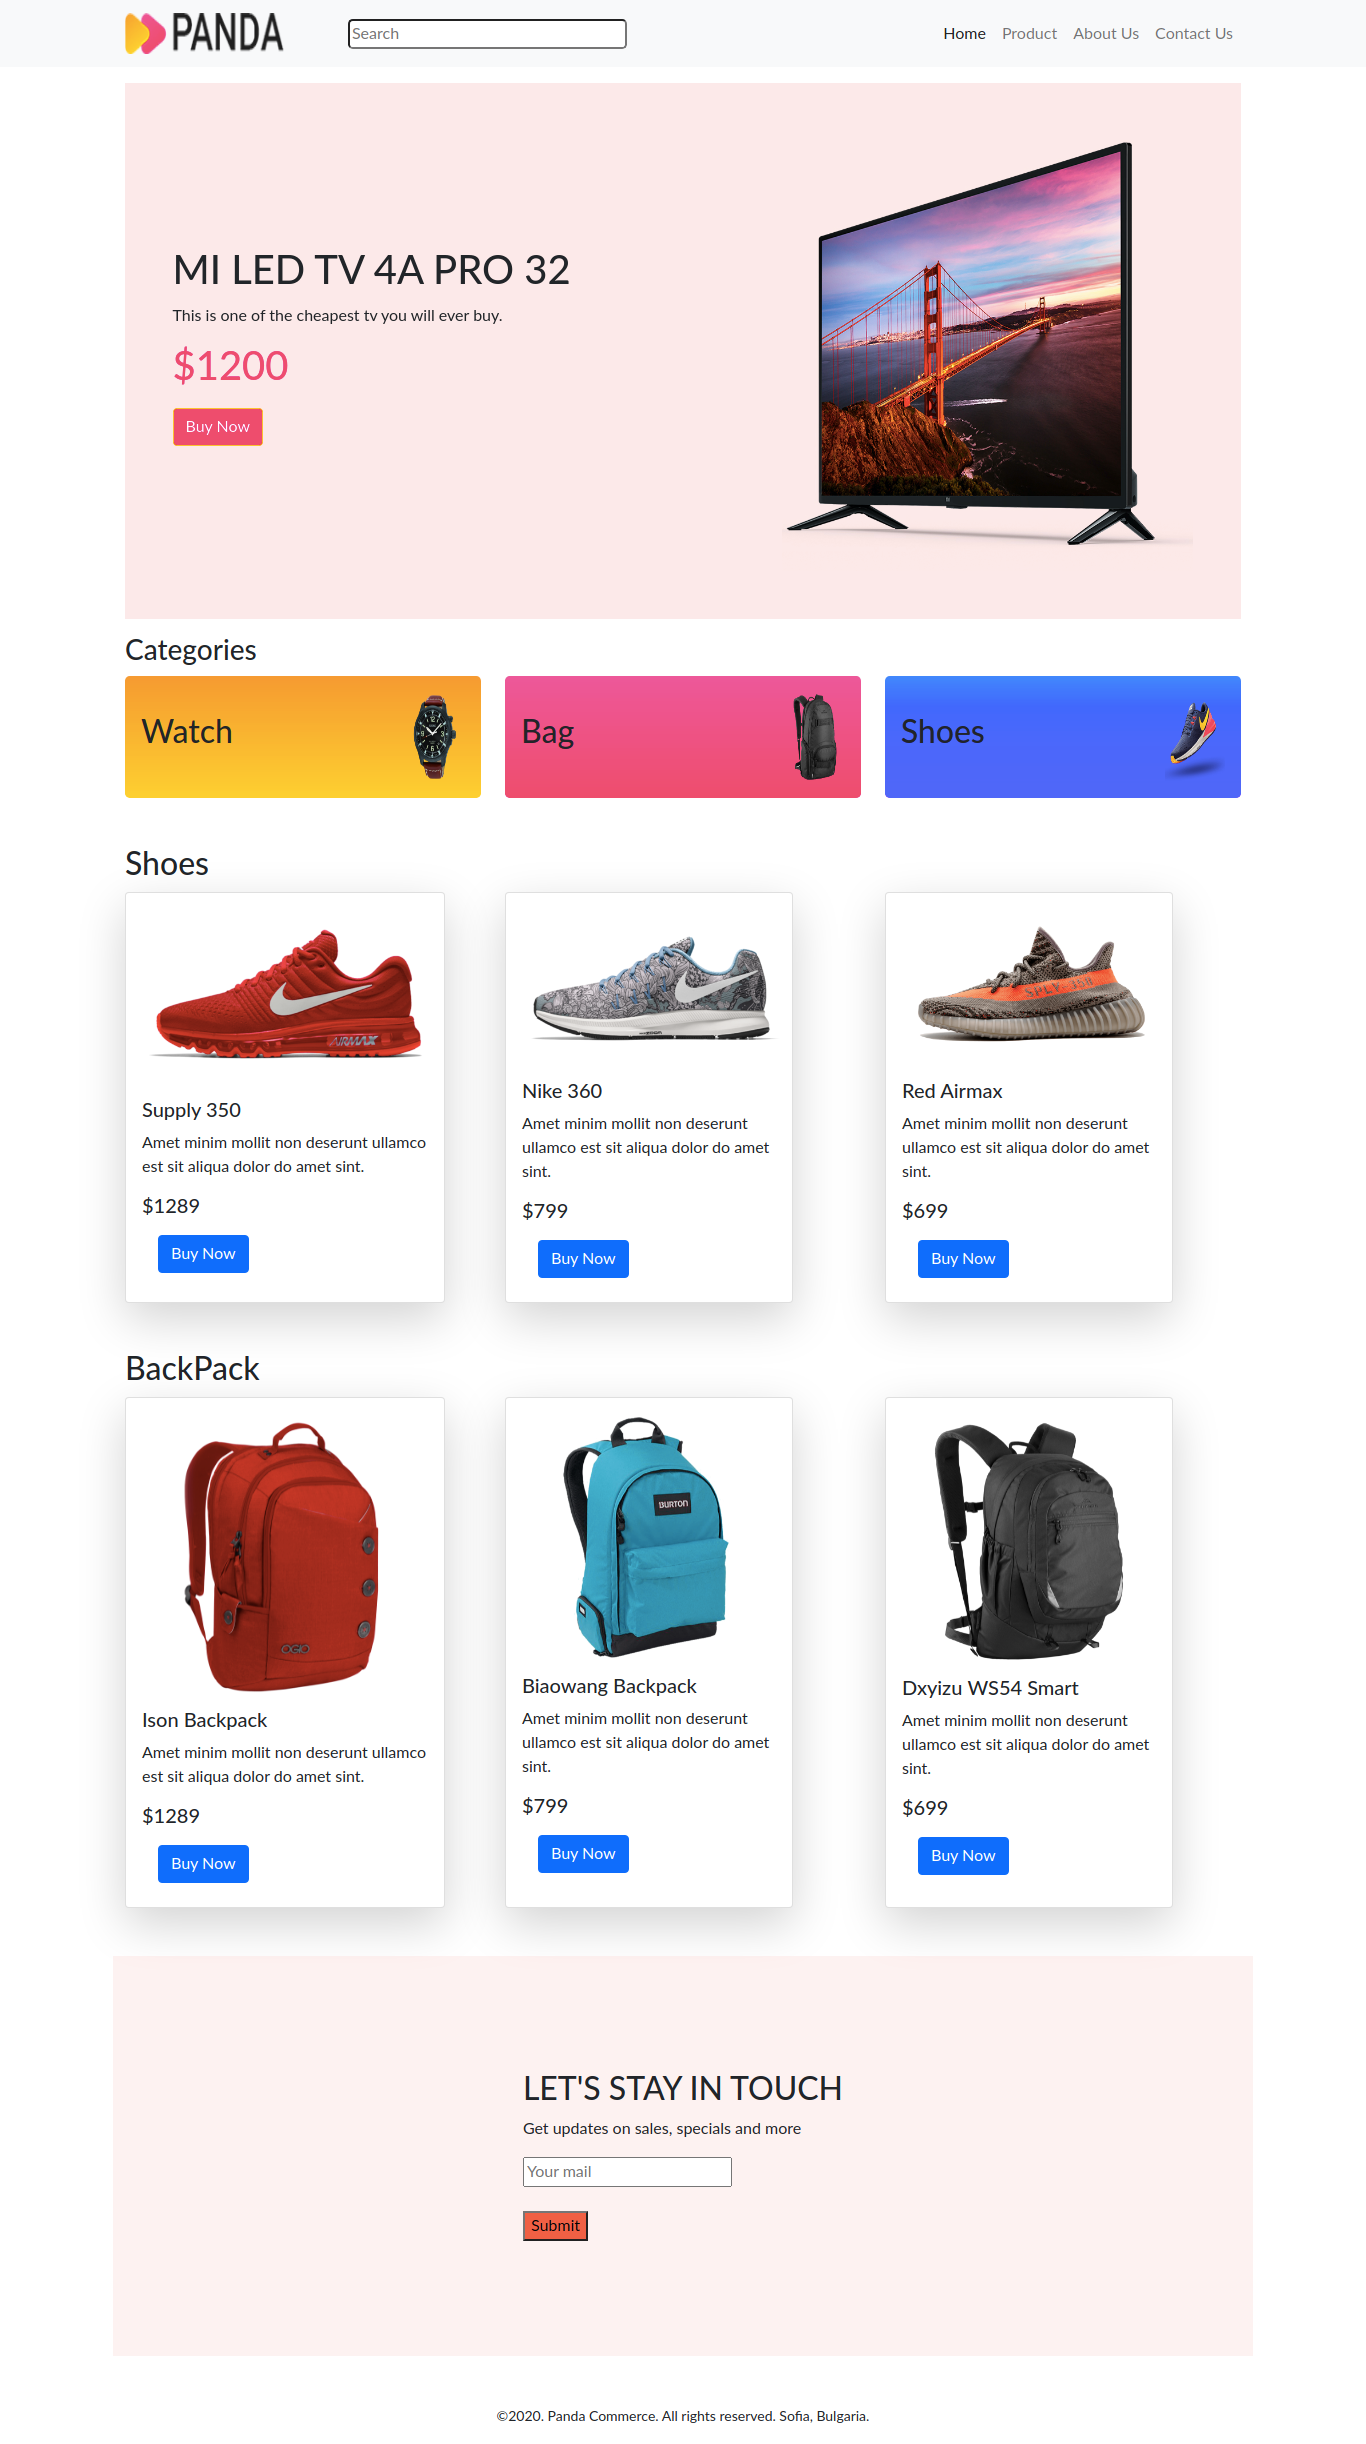 PANDA
Search
Home Product About Us Contact Us
MI LED TV 4A PRO 32
This is one of the cheapest tv you will ever buy.
$1200
Buy Now
Categories
Watch
Bag
Shoes
Shoes
AIRMAX
Supply 350
Amet minim mollit non deserunt ullamco
est sit aliqua dolor do amet sint.
$1289
Buy Now
Nike 360
Amet minim mollit non deserunt
ullamco est sit aliqua dolor do amet
sint.
$799
Buy Now
Red Airmax
Amet minim mollit non deserunt
ullamco est sit aliqua dolor do amet
sint.
$699
Buy Now
BackPack
OGIO
Ison Backpack
Amet minim mollit non deserunt ullamco
est sit aliqua dolor do amet sint.
$1289
Buy Now
BURTON
Biaowang Backpack
Amet minim mollit non deserunt
ullamco est sit aliqua dolor do amet
sint.
$799
Buy Now
Dxyizu WS54 Smart
Amet minim mollit non deserunt
ullamco est sit aliqua dolor do amet
sint.
$699
Buy Now
LET'S STAY IN TOUCH
Get updates on sales, specials and more
Your mail
Submit
©2020. Panda Commerce. All rights reserved. Sofia, Bulgaria.